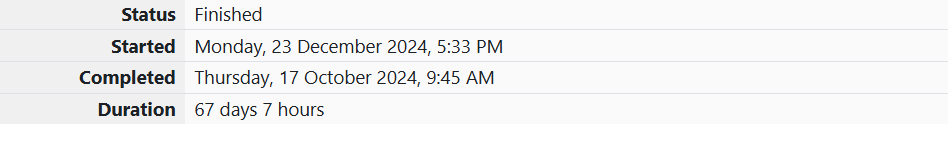 Status Finished
Started Monday, 23 December 2024, 5:33 PM
Completed Thursday, 17 October 2024, 9:45 AM
Duration 67 days 7 hours